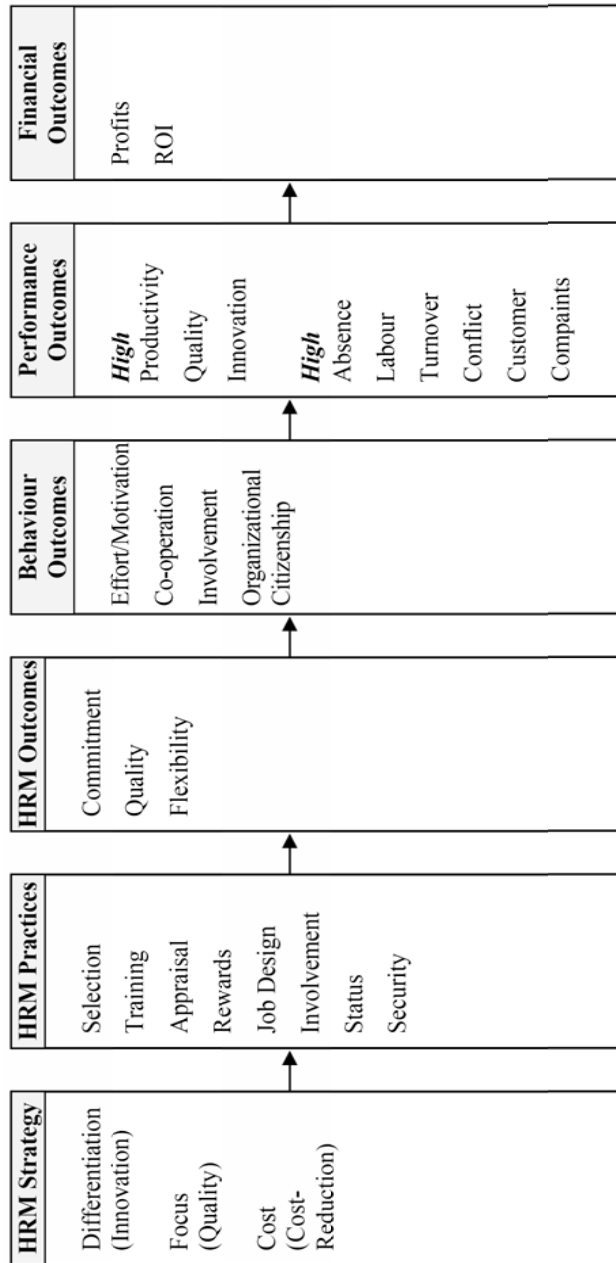 HRM Strategy
Differentiation
(Innovation)
Focus
(Quality)
Cost
(Cost-
Reduction)
HRM Practices
Selection
Training
Appraisal
Rewards
Job Design
Involvement
Status
Security
HRM Outcomes
Commitment
Quality
Flexibility
Behaviour
Outcomes
Effort/Motivation
Co-operation
Involvement
Organizational
Citizenship
Performance
Outcomes
High
Productivity
Quality
Innovation
High
Absence
Labour
Turnover
Conflict
Customer
Compaints
Financial
Outcomes
Profits
ROI